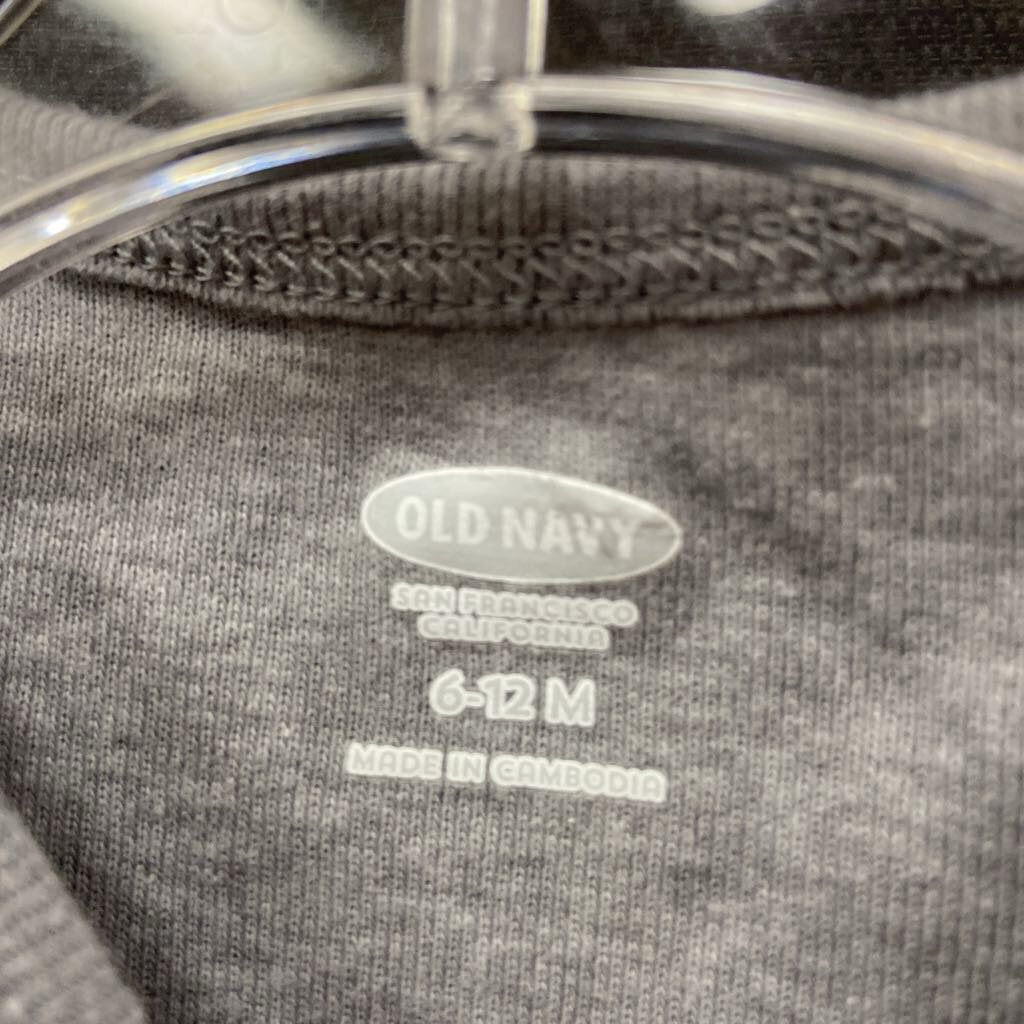 OLD NAVY
SAN FRANCISCO
CALIFORNIA
6-12 M
MADE IN CAMBODIA